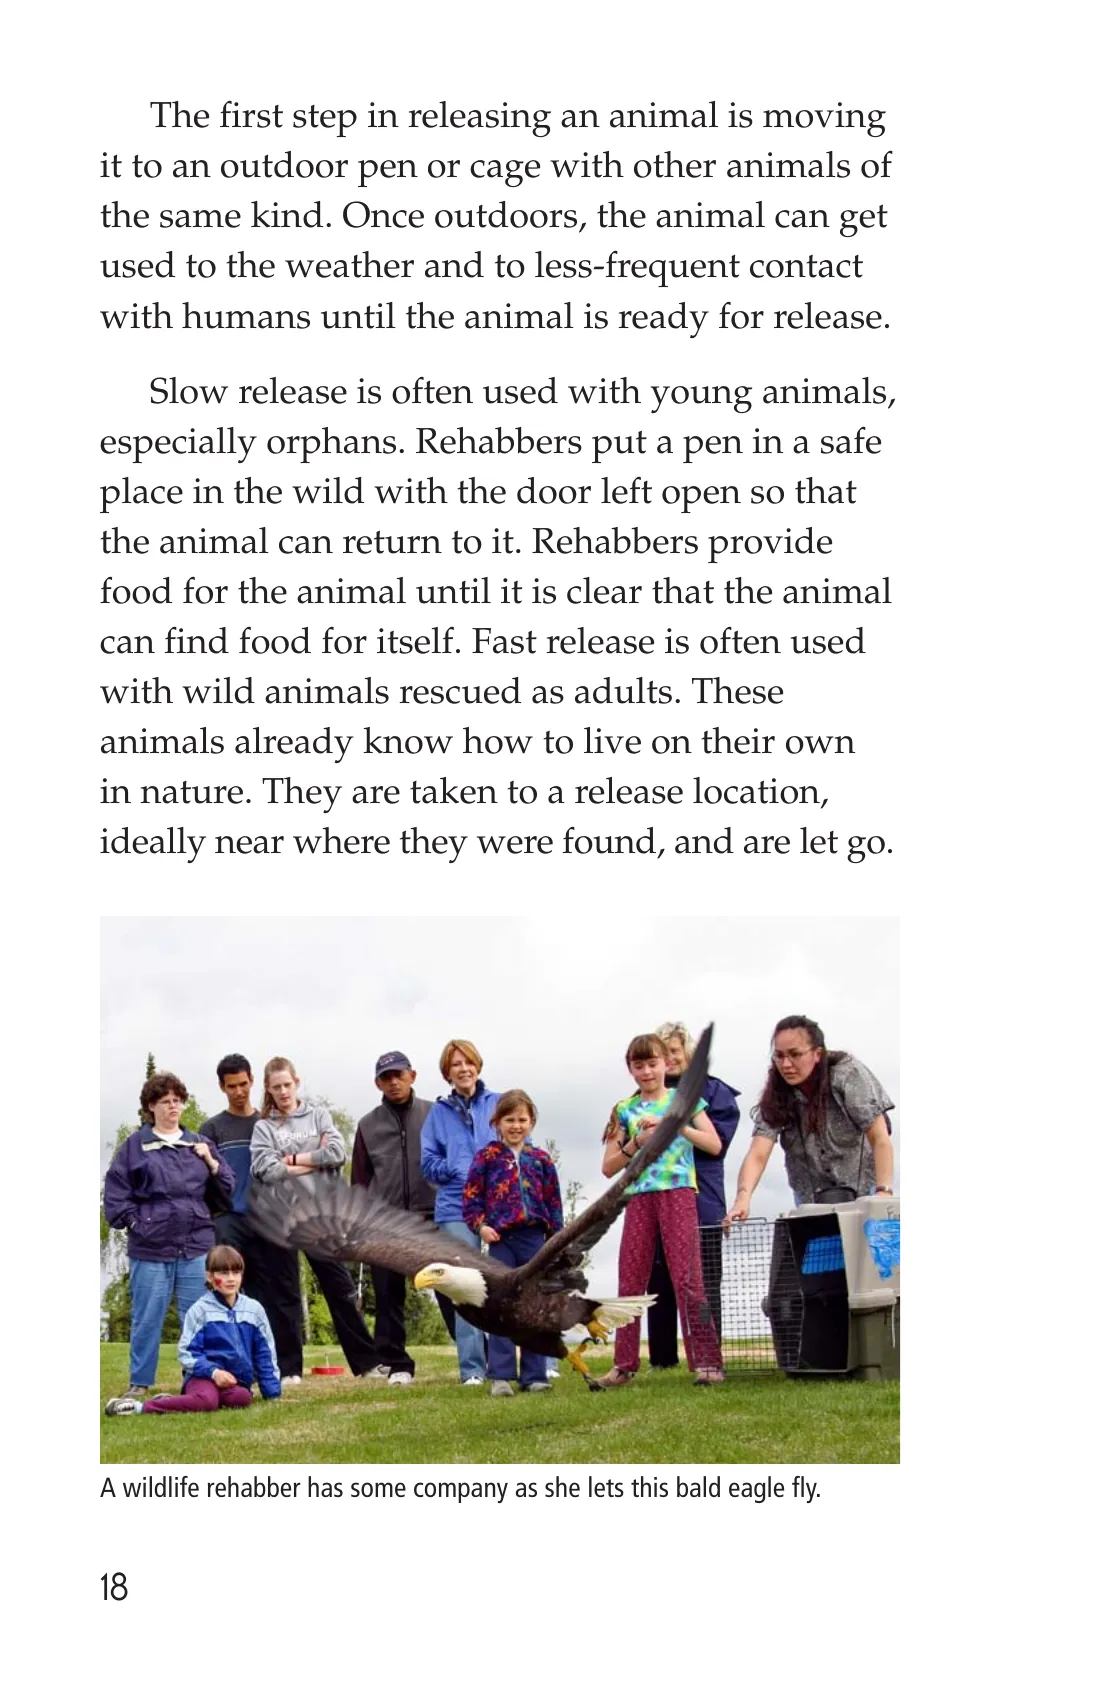 The first step in releasing an animal is moving
it to an outdoor pen or cage with other animals of
the same kind. Once outdoors, the animal can get
used to the weather and to less-frequent contact
with humans until the animal is ready for release.
Slow release is often used with young animals,
especially orphans. Rehabbers put a pen in a safe
place in the wild with the door left open so that
the animal can return to it. Rehabbers provide
food for the animal until it is clear that the animal
can find food for itself. Fast release is often used
with wild animals rescued as adults. These
animals already know how to live on their own
in nature. They are taken to a release location,
ideally near where they were found, and are let go.
A wildlife rehabber has some company as she lets this bald eagle fly.
18